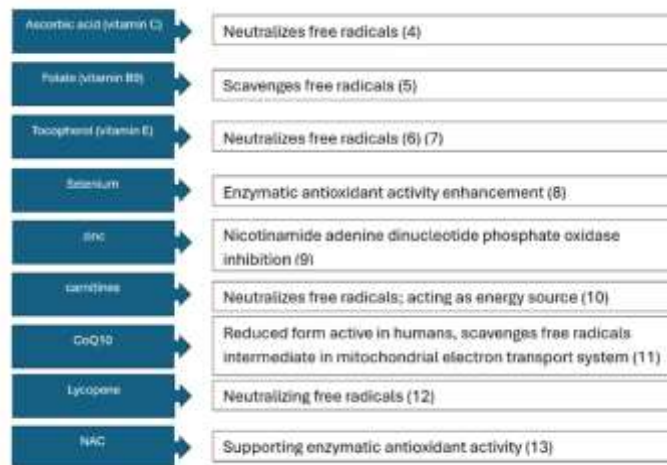 Ascorbic acid (vitamin C)
Neutralizes free radicals (4)
Folate (vitamin B9)
Scavenges free radicals (5)
Tocopherol (vitamin E)
Neutralizes free radicals (6) (7)
Selenium
Enzymatic antioxidant activity enhancement (8)
zinc
Nicotinamide adenine dinucleotide phosphate oxidase
inhibition (9)
carnitines
Neutralizes free radicals; acting as energy source (10)
CoQ10
Reduced form active in humans, scavenges free radicals
intermediate in mitochondrial electron transport system (11)
Lycopene
Neutralizing free radicals (12)
NAC
Supporting enzymatic antioxidant activity (13)